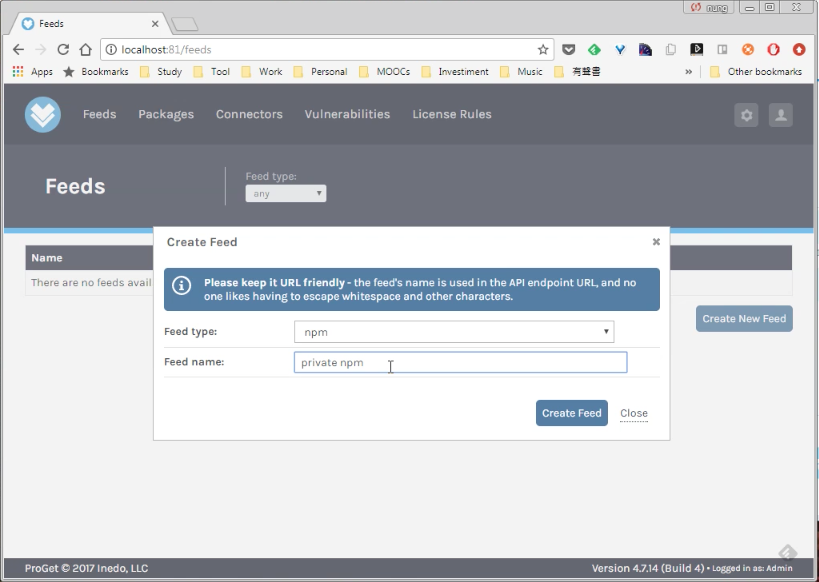 nung
Feeds
localhost:81/feeds
Apps Bookmarks Study Tool Work Personal MOOCs Investiment Music 有聲書 » Other bookmarks
Feeds Packages Connectors Vulnerabilities License Rules
Feeds
Feed type:
any
Create Feed
Name
Please keep it URL friendly - the feed's name is used in the API endpoint URL, and no
one likes having to escape whitespace and other characters.
There are no feeds avail
Create New Feed
Feed type:
npm
Feed name:
private npm
Create Feed Close
ProGet © 2017 Inedo, LLC
Version 4.7.14 (Build 4) • Logged in as: Admin